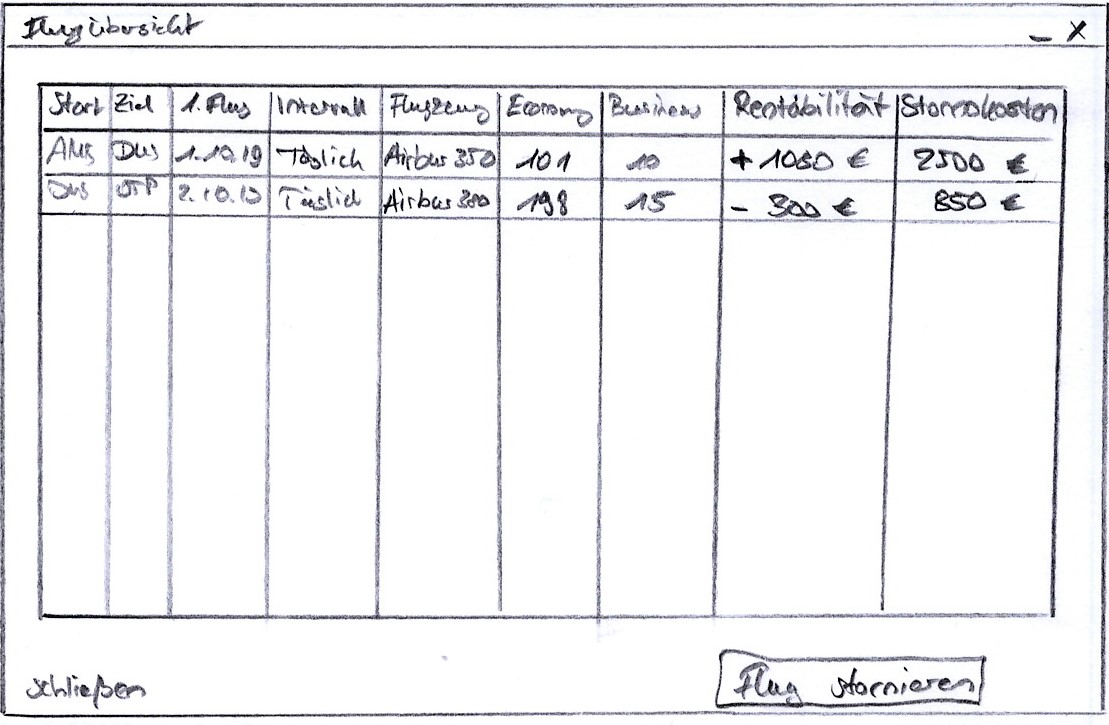 Flugübersicht _ X
Start Ziel 1. Flug Intervall Flugzeug Economy Business Rentabilität Stornokosten
AMS DUS 1.10.19 Täglich Airbus 350 101 10 + 1050 € 2500 €
DUS 2.10.19 Täglich Airbus 380 198 15 - 300 € 850 €
schließen Flug stornieren